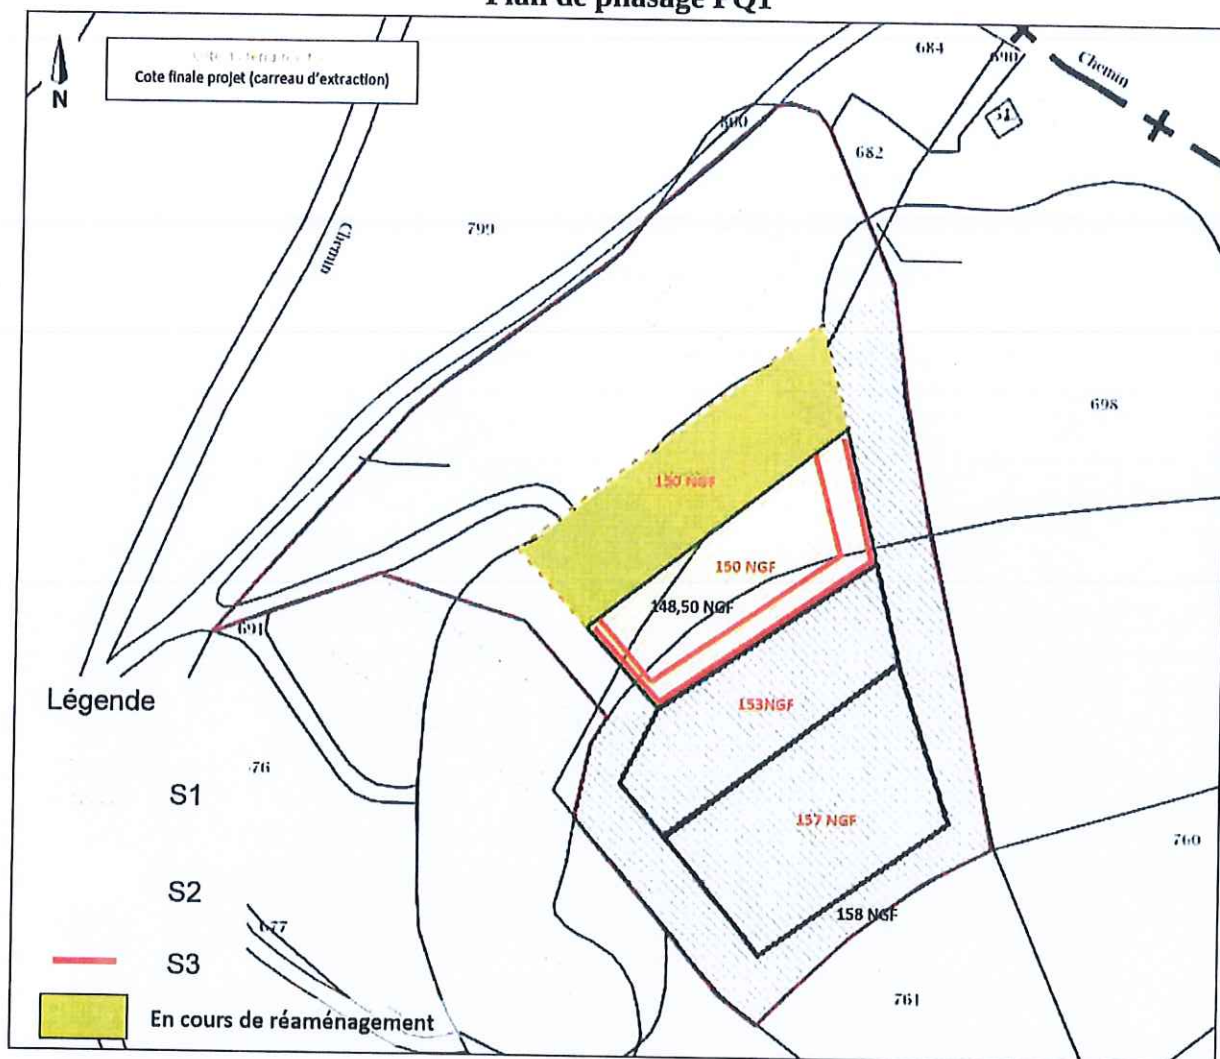 Plan de phasage PQ1
N
Cote finale projet (carreau d'extraction)
684
690
Chemin
800
682
799
Chemin
698
150 NGF
150 NGF
148,50 NGF
691
153NGF
Légende
76
S1
157 NGF
760
S2
158 NGF
677
S3
761
En cours de réaménagement